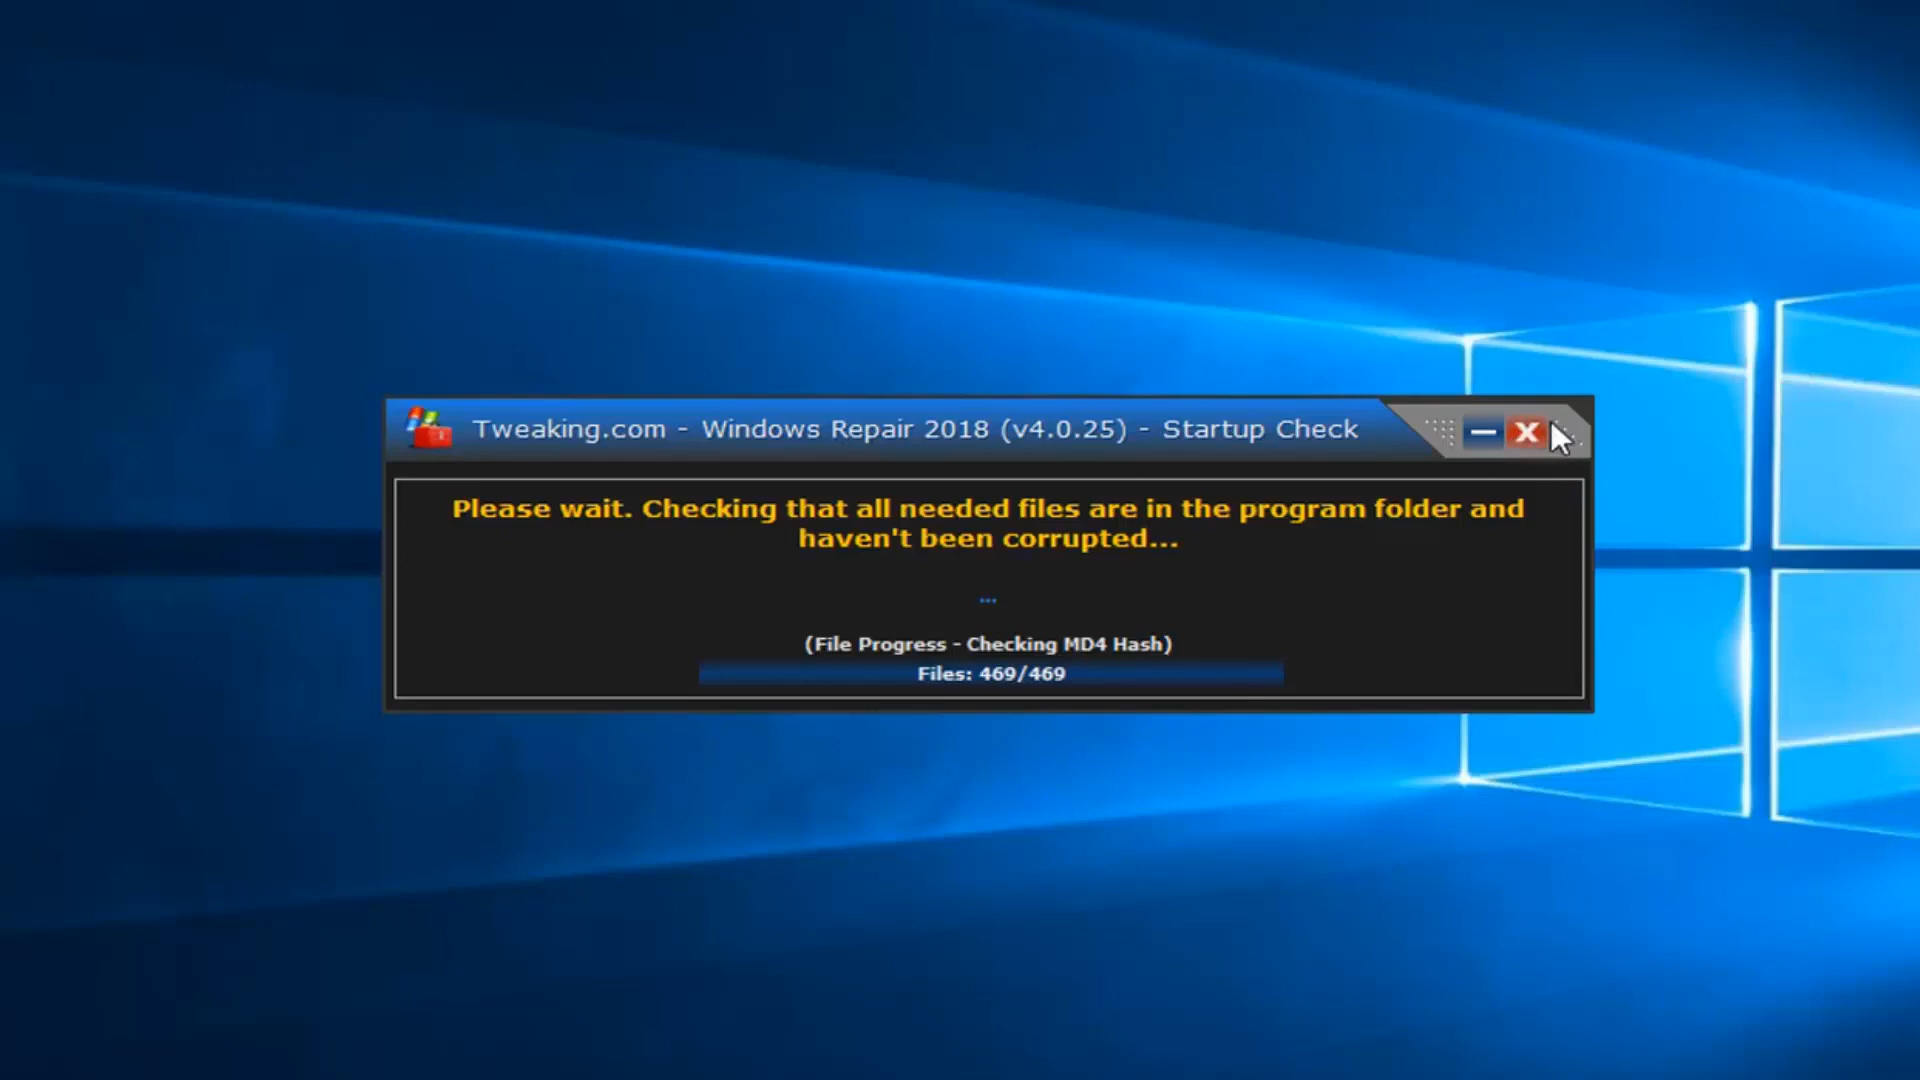 Tweaking.com - Windows Repair 2018 (v4.0.25) - Startup Check
Please wait. Checking that all needed files are in the program folder and
haven't been corrupted...
...
(File Progress - Checking MD4 Hash)
Files: 469/469